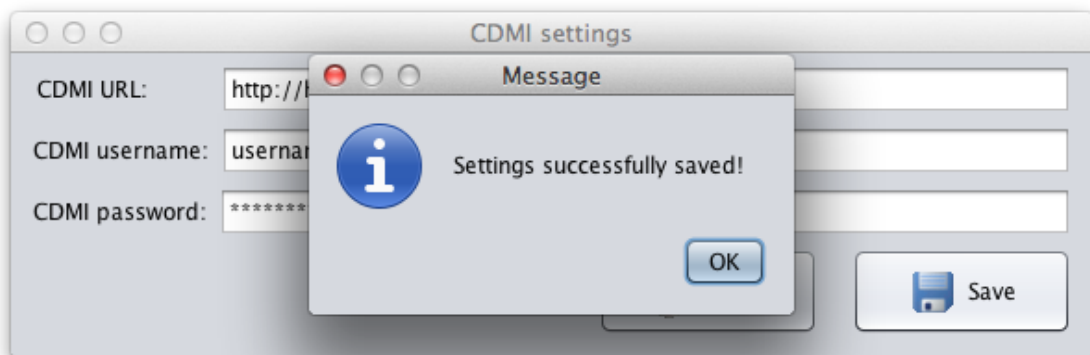 CDMI settings
Message
CDMI URL:
http://
CDMI username:
Settings successfully saved!
CDMI password:
********
OK
Save